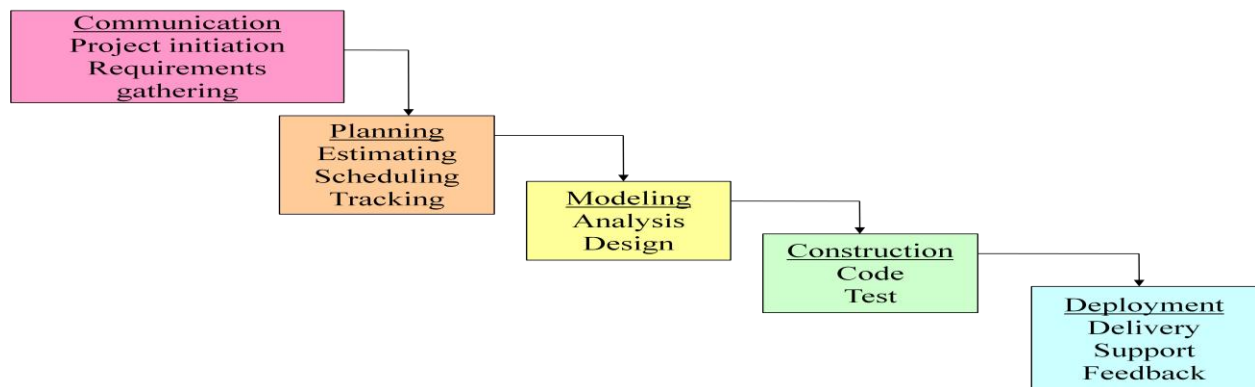 Communication
Project initiation
Requirements
gathering
Planning
Estimating
Scheduling
Tracking
Modeling
Analysis
Design
Construction
Code
Test
Deployment
Delivery
Support
Feedback